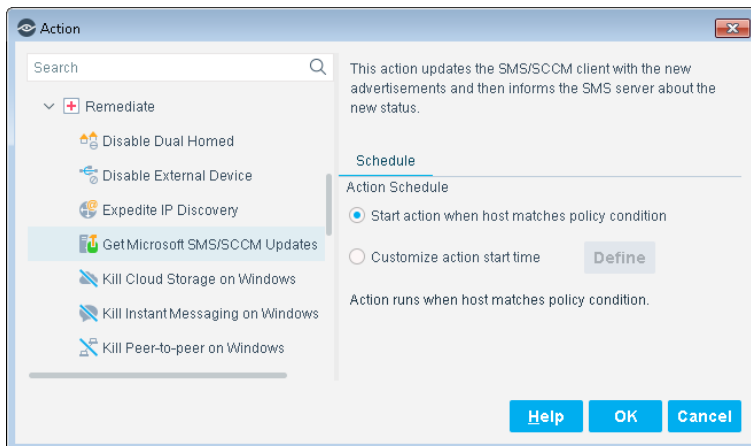 Action
Search
Remediate
Disable Dual Homed
Disable External Device
Expedite IP Discovery
Get Microsoft SMS/SCCM Updates
Kill Cloud Storage on Windows
Kill Instant Messaging on Windows
Kill Peer-to-peer on Windows
This action updates the SMS/SCCM client with the new
advertisements and then informs the SMS server about the
new status.
Schedule
Action Schedule
Start action when host matches policy condition
Customize action start time
Define
Action runs when host matches policy condition.
Help
OK
Cancel